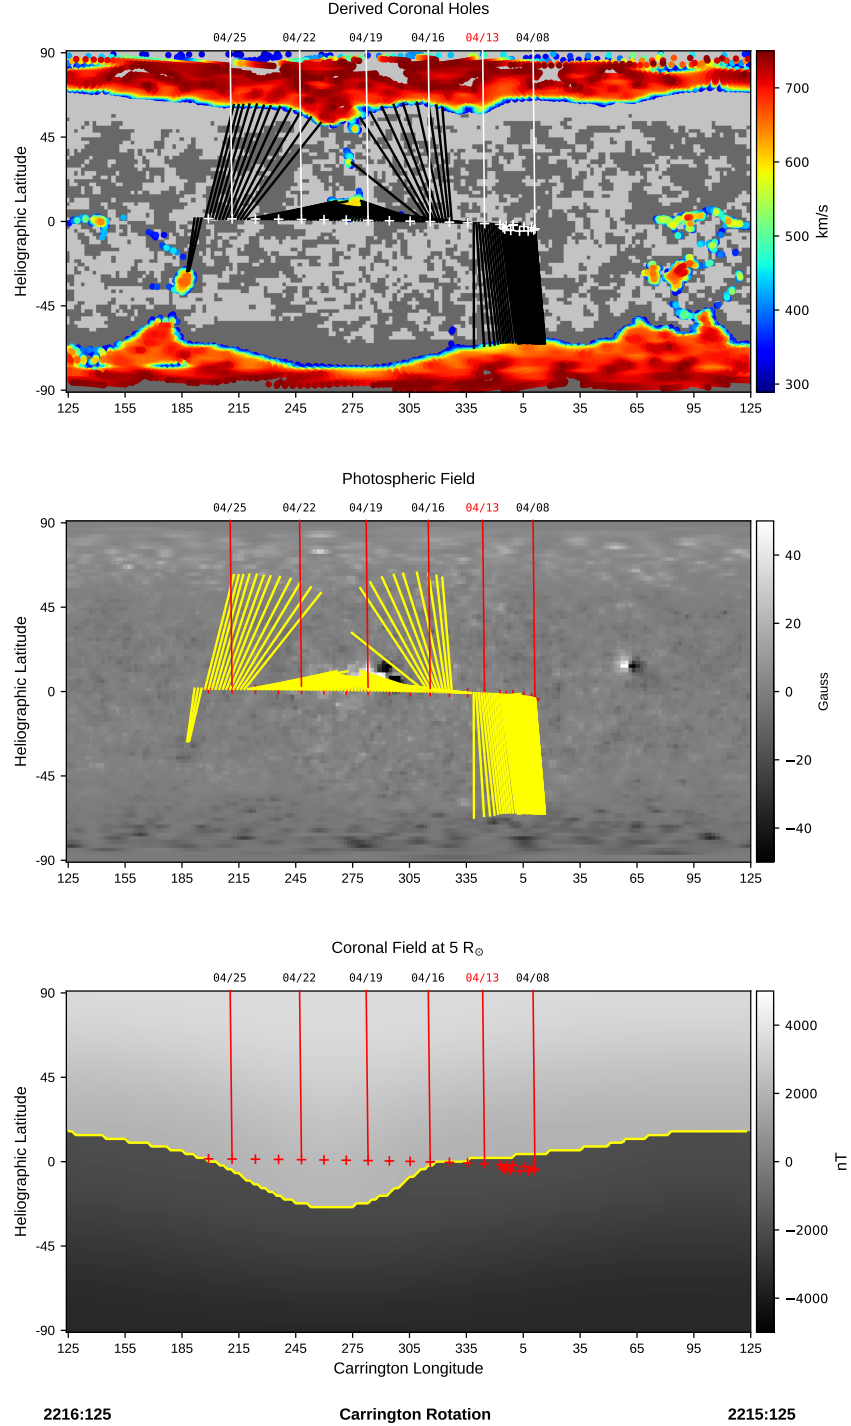 Derived Coronal Holes
04/25 04/22 04/19 04/16 04/13 04/08
90
45
0
-45
-90
Heliographic Latitude
125 155 185 215 245 275 305 335 5 35 65 95 125
700
600
500
400
300
km/s
Photospheric Field
04/25 04/22 04/19 04/16 04/13 04/08
90
45
0
-45
-90
Heliographic Latitude
125 155 185 215 245 275 305 335 5 35 65 95 125
40
20
0
−20
−40
Gauss
Coronal Field at 5 R☉
04/25 04/22 04/19 04/16 04/13 04/08
90
45
0
-45
-90
Heliographic Latitude
125 155 185 215 245 275 305 335 5 35 65 95 125
Carrington Longitude
4000
2000
0
−2000
−4000
nT
2216:125 Carrington Rotation 2215:125